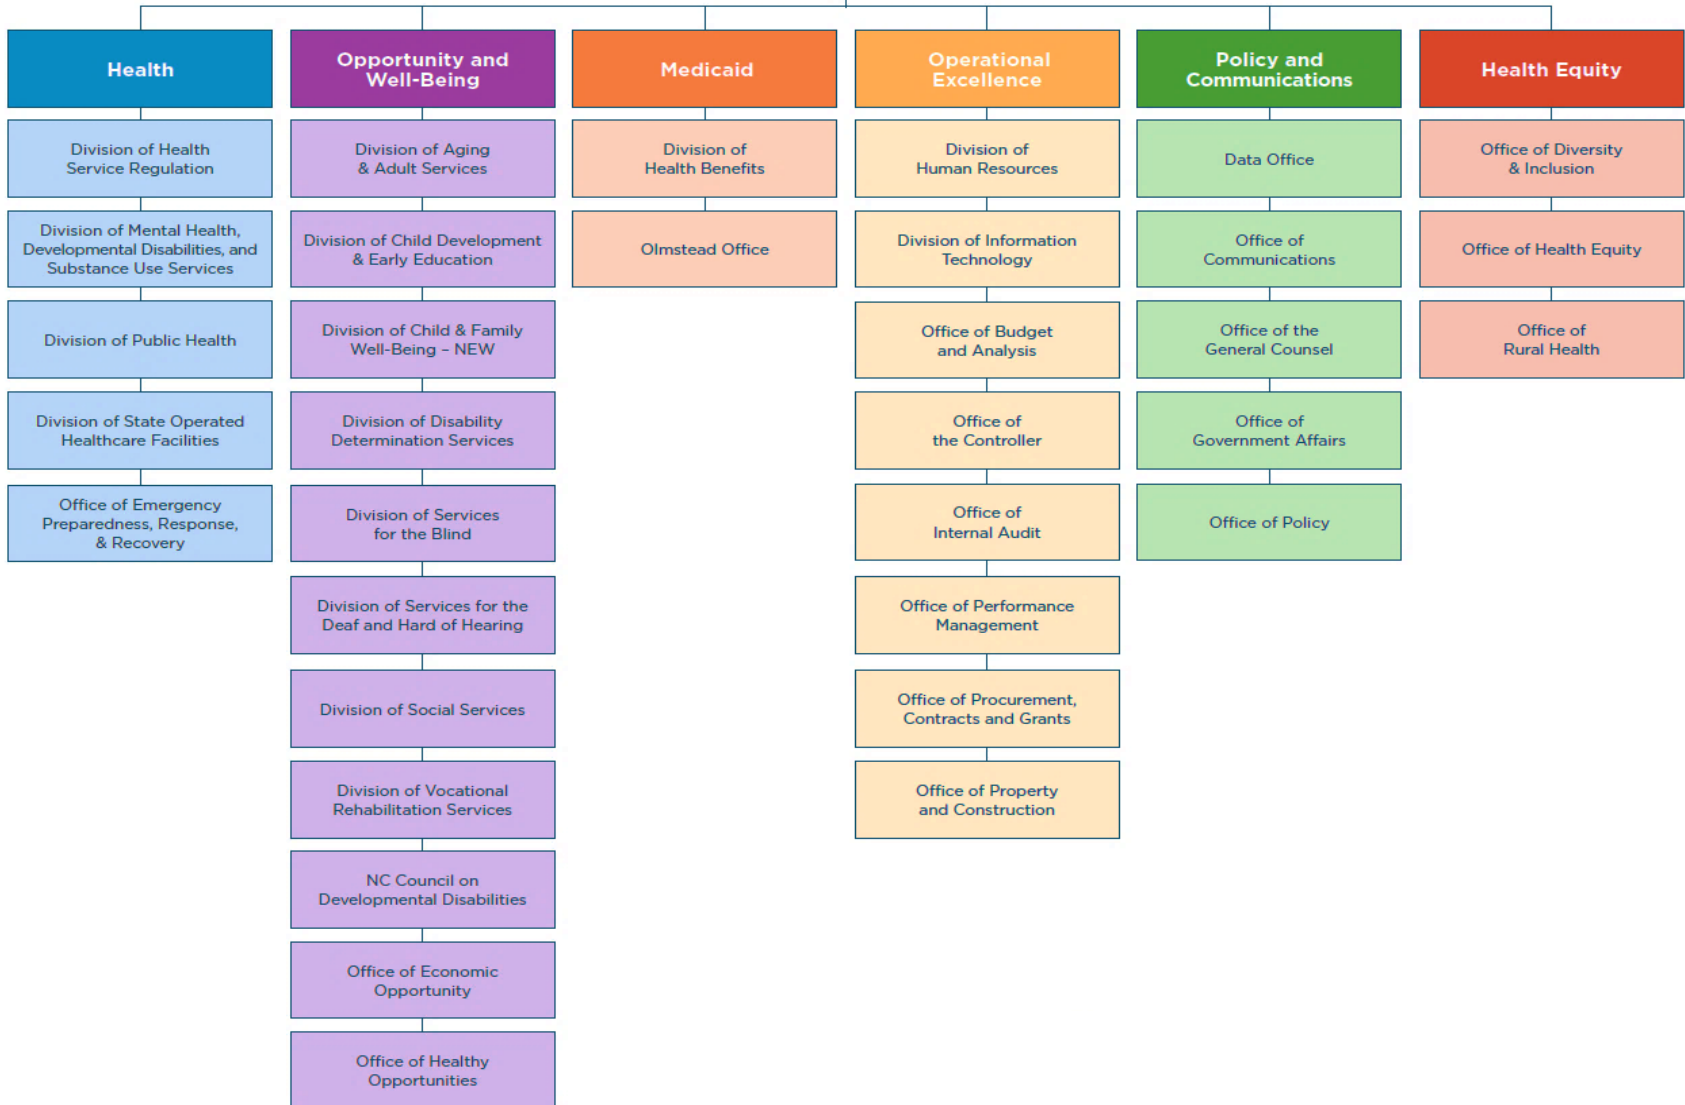 Health
Division of Health
Service Regulation
Division of Mental Health,
Developmental Disabilities, and
Substance Use Services
Division of Public Health
Division of State Operated
Healthcare Facilities
Office of Emergency
Preparedness, Response,
& Recovery
Opportunity and
Well-Being
Division of Aging
& Adult Services
Division of Child Development
& Early Education
Division of Child & Family
Well-Being – NEW
Division of Disability
Determination Services
Division of Services
for the Blind
Division of Services for the
Deaf and Hard of Hearing
Division of Social Services
Division of Vocational
Rehabilitation Services
NC Council on
Developmental Disabilities
Office of Economic
Opportunity
Office of Healthy
Opportunities
Medicaid
Division of
Health Benefits
Olmstead Office
Operational
Excellence
Division of
Human Resources
Division of Information
Technology
Office of Budget
and Analysis
Office of
the Controller
Office of
Internal Audit
Office of Performance
Management
Office of Procurement,
Contracts and Grants
Office of Property
and Construction
Policy and
Communications
Data Office
Office of
Communications
Office of the
General Counsel
Office of
Government Affairs
Office of Policy
Health Equity
Office of Diversity
& Inclusion
Office of Health Equity
Office of
Rural Health